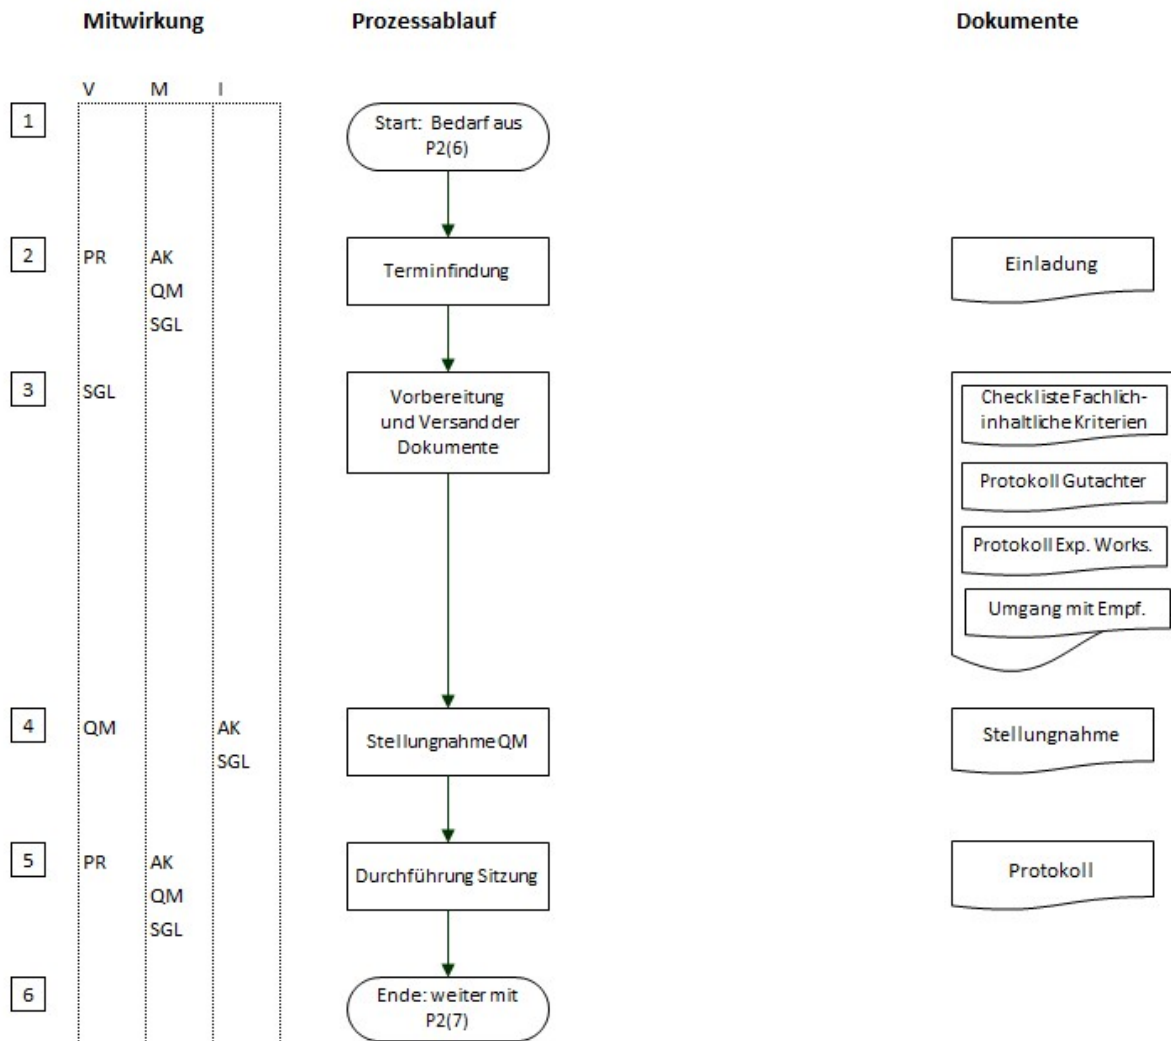 Mitwirkung Prozessablauf Dokumente
V M I
1 Start: Bedarf aus
P2(6)
2 PR AK Terminfindung Einladung
QM
SGL
3 SGL Vorbereitung
und Versand der
Dokumente
Checkliste Fachlich-
inhaltliche Kriterien
Protokoll Gutachter
Protokoll Exp. Works.
Umgang mit Empf.
4 QM AK Stellungnahme QM Stellungnahme
SGL
5 PR AK Durchführung Sitzung Protokoll
QM
SGL
6 Ende: weiter mit
P2(7)